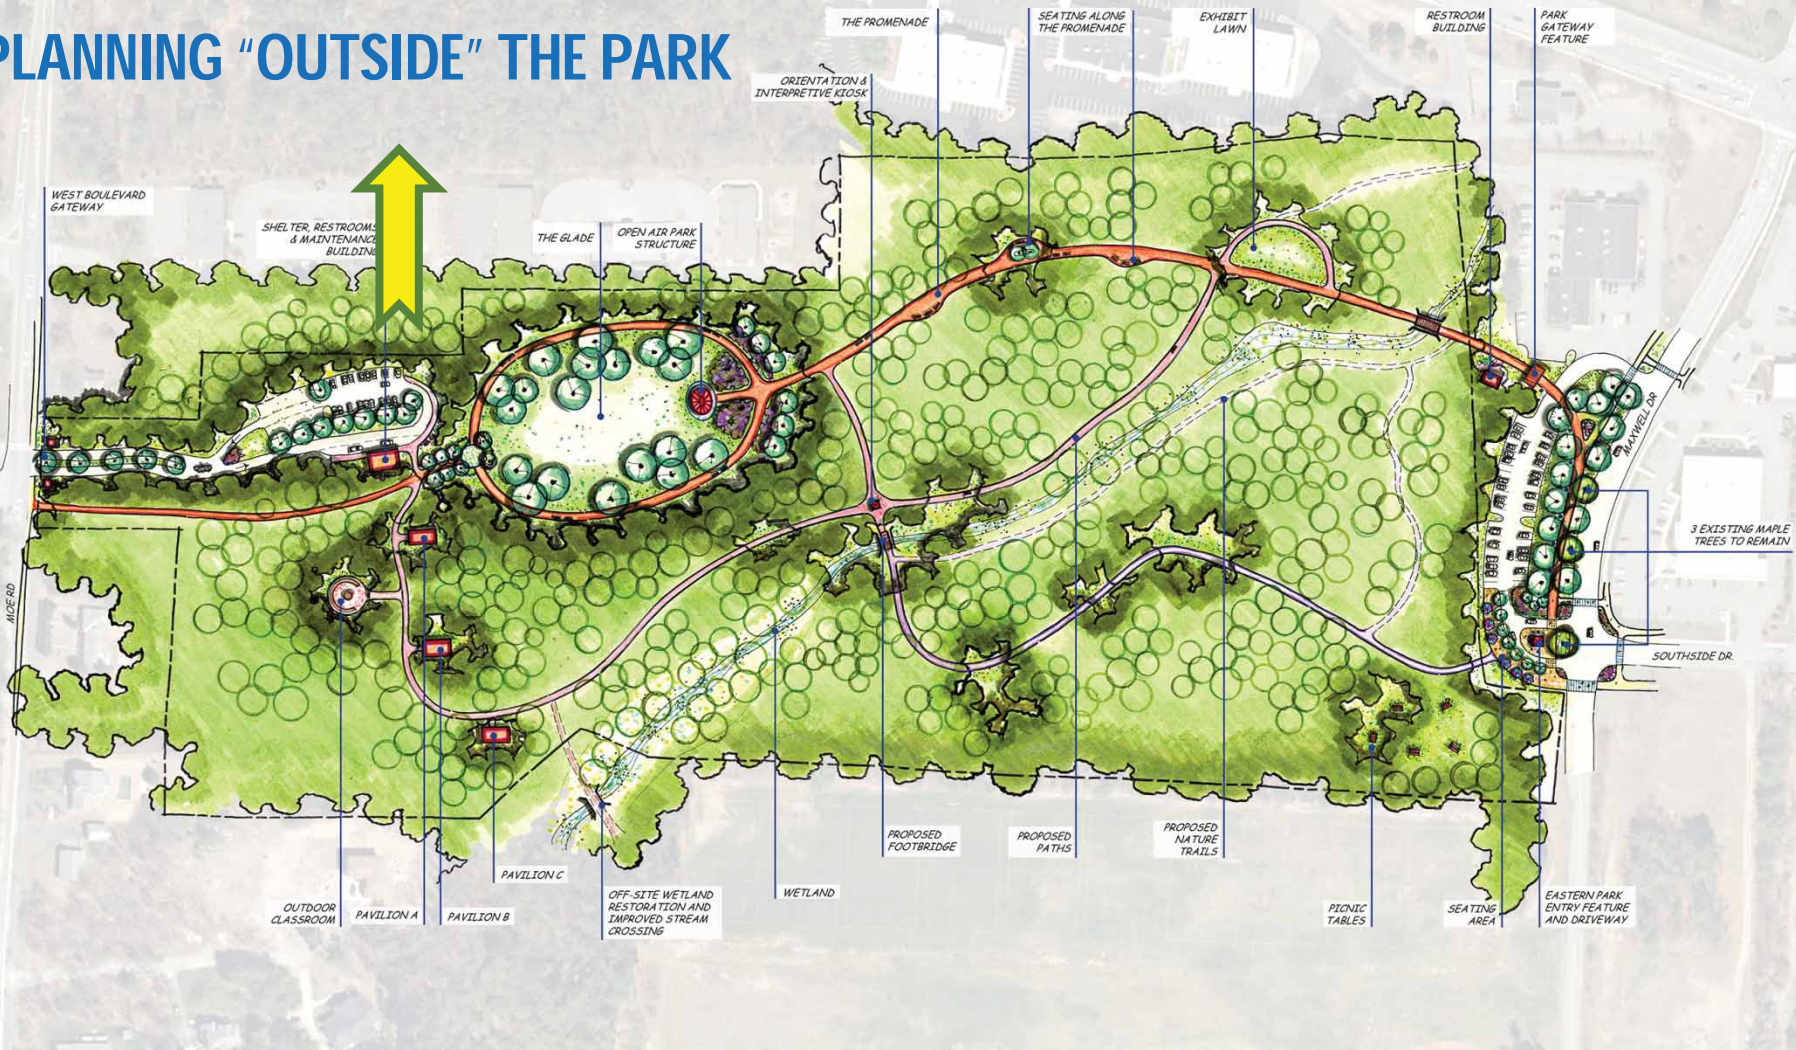 PLANNING “OUTSIDE” THE PARK
THE PROMENADE
SEATING ALONG
THE PROMENADE
EXHIBIT
LAWN
RESTROOM
BUILDING
PARK
GATEWAY
FEATURE
ORIENTATION &
INTERPRETIVE KIOSK
WEST BOULEVARD
GATEWAY
SHELTER, RESTROOMS
& MAINTENANCE
BUILDING
THE GLADE
OPEN AIR PARK
STRUCTURE
MAXWELL DR
3 EXISTING MAPLE
TREES TO REMAIN
MOE RD
SOUTHSIDE DR.
PROPOSED
FOOTBRIDGE
PROPOSED
PATHS
PROPOSED
NATURE
TRAILS
PAVILION C
OUTDOOR
CLASSROOM
PAVILION A
PAVILION B
OFF-SITE WETLAND
RESTORATION AND
IMPROVED STREAM
CROSSING
WETLAND
PICNIC
TABLES
SEATING
AREA
EASTERN PARK
ENTRY FEATURE
AND DRIVEWAY